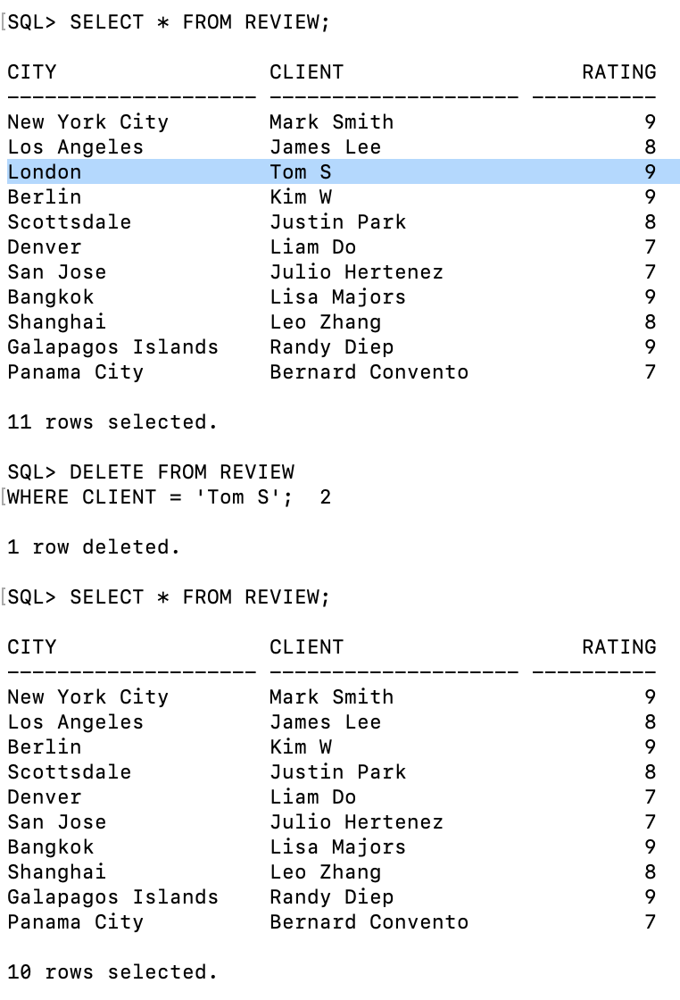 SQL> SELECT * FROM REVIEW;
CITY CLIENT RATING
---------------------- ---------------------- -----------
New York City Mark Smith 9
Los Angeles James Lee 8
London Tom S 9
Berlin Kim W 9
Scottsdale Justin Park 8
Denver Liam Do 7
San Jose Julio Hertenez 7
Bangkok Lisa Majors 9
Shanghai Leo Zhang 8
Galapagos Islands Randy Diep 9
Panama City Bernard Convento 7
11 rows selected.
SQL> DELETE FROM REVIEW
WHERE CLIENT = 'Tom S';  2
1 row deleted.
SQL> SELECT * FROM REVIEW;
CITY CLIENT RATING
---------------------- ---------------------- -----------
New York City Mark Smith 9
Los Angeles James Lee 8
Berlin Kim W 9
Scottsdale Justin Park 8
Denver Liam Do 7
San Jose Julio Hertenez 7
Bangkok Lisa Majors 9
Shanghai Leo Zhang 8
Galapagos Islands Randy Diep 9
Panama City Bernard Convento 7
10 rows selected.